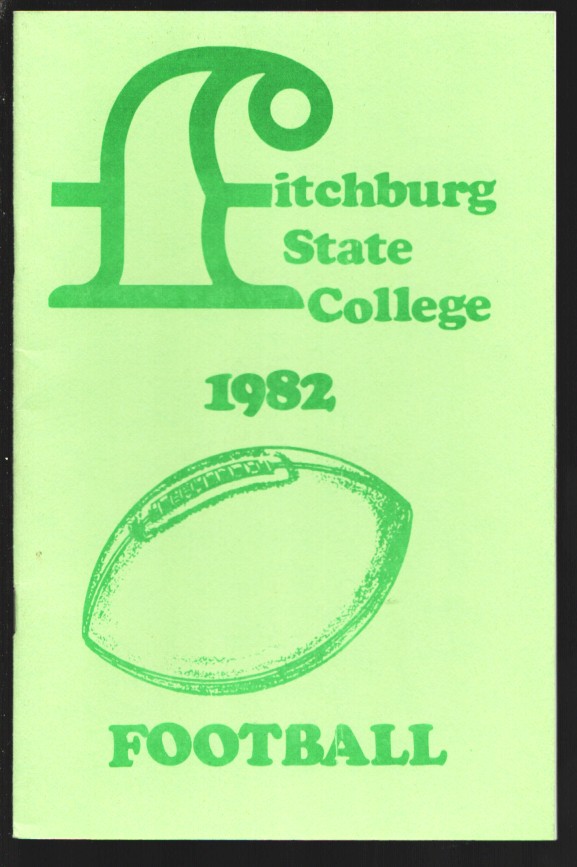 fitchburg
State
College
1982
FOOTBALL